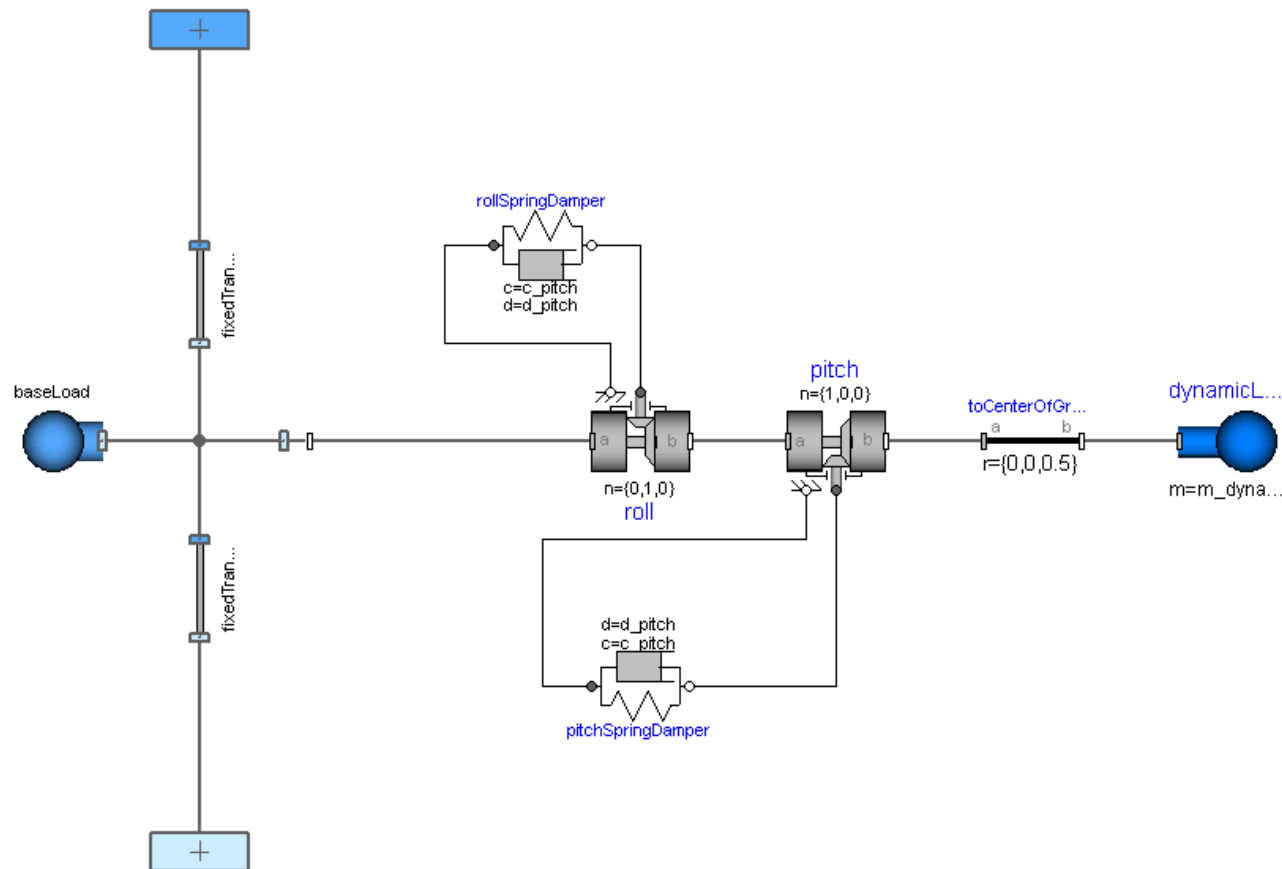 rollSpringDamper
c=c_pitch
d=d_pitch
fixedTran...
baseLoad
pitch
n={1,0,0}
toCenterOfGr...
a b
dynamicL...
a b
a b
r={0,0,0.5}
n={0,1,0}
roll
m=m_dyna...
fixedTran...
d=d_pitch
c=c_pitch
pitchSpringDamper